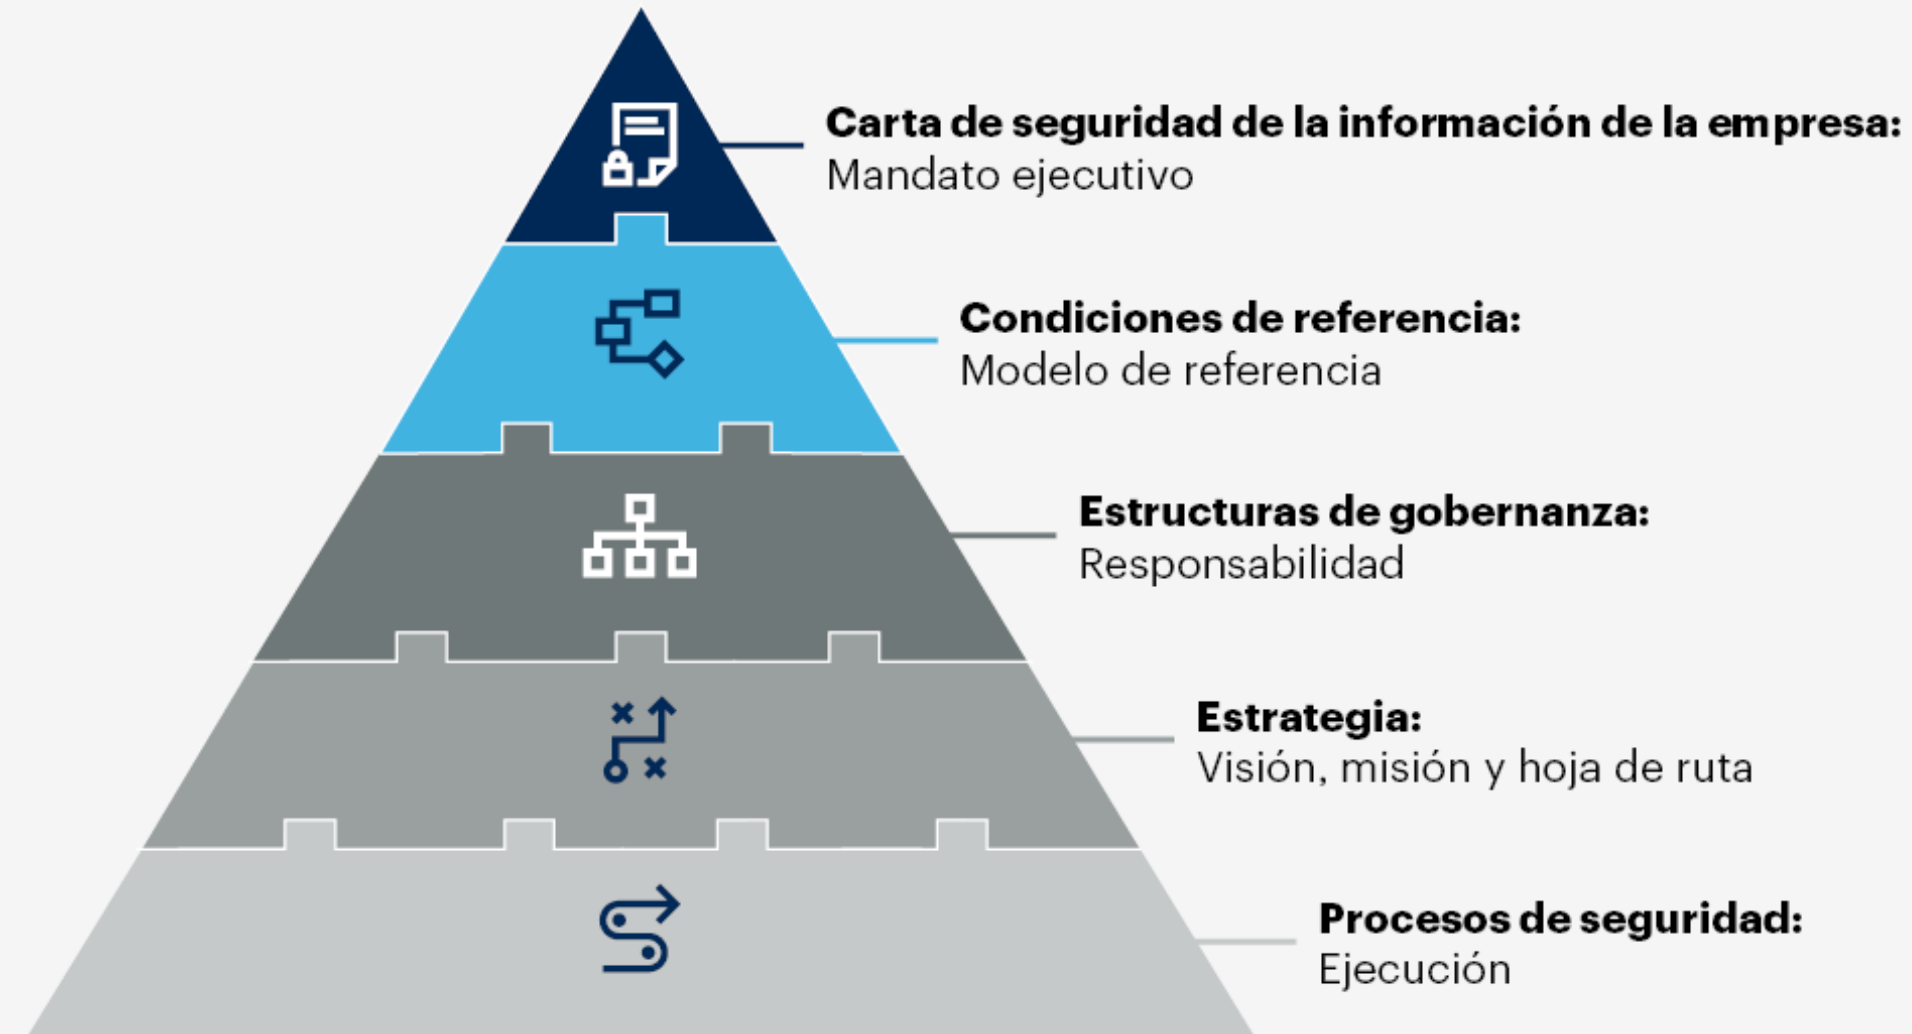 Carta de seguridad de la información de la empresa:
Mandato ejecutivo
Condiciones de referencia:
Modelo de referencia
Estructuras de gobernanza:
Responsabilidad
Estrategia:
Visión, misión y hoja de ruta
Procesos de seguridad:
Ejecución